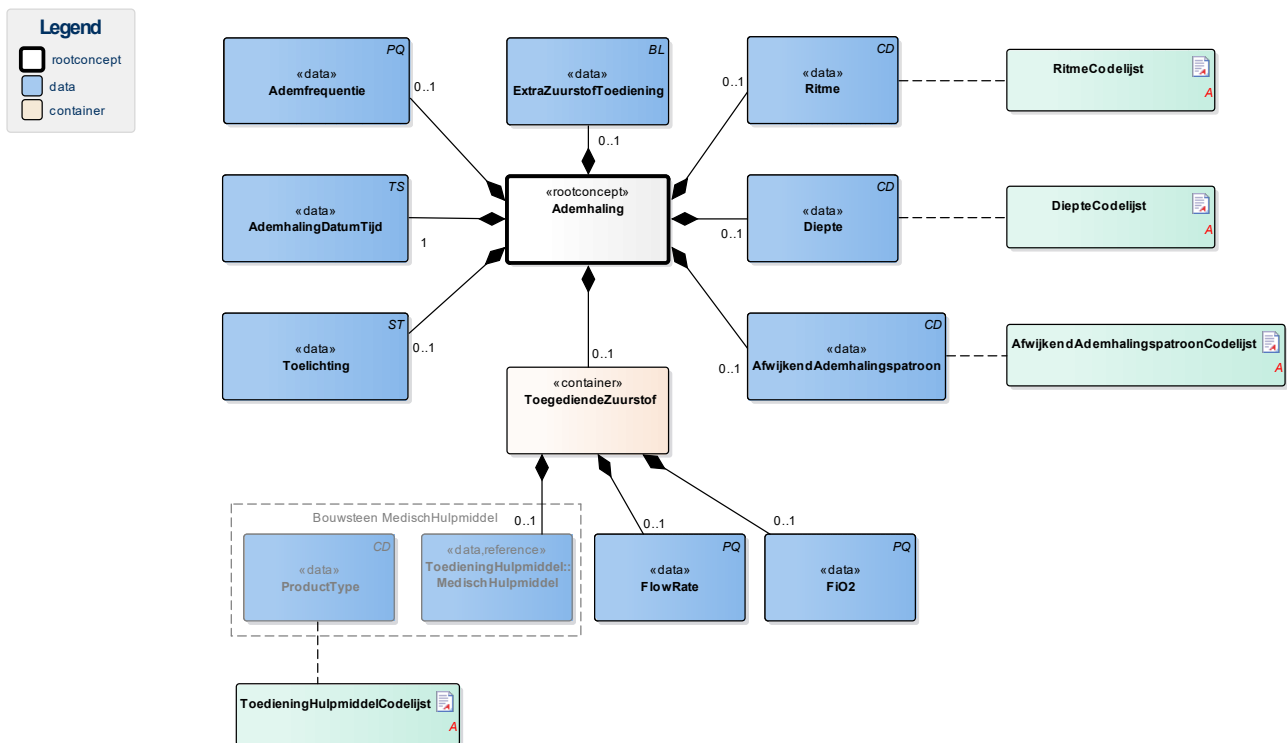 Legend
rootconcept
data
container
PQ
«data»
Ademfrequentie
0..1
BL
«data»
ExtraZuurstofToediening
0..1
CD
«data»
Ritme
0..1
RitmeCodelijst
A
TS
«data»
AdemhalingDatumTijd
1
«rootconcept»
Ademhaling
CD
«data»
Diepte
0..1
DiepteCodelijst
A
ST
«data»
Toelichting
0..1
0..1
CD
«data»
AfwijkendAdemhalingspatroon
0..1
AfwijkendAdemhalingspatroonCodelijst
A
«container»
ToegediendeZuurstof
Bouwsteen MedischHulpmiddel
0..1
0..1
0..1
CD
«data»
ProductType
«data,reference»
ToedieningHulpmiddel::
MedischHulpmiddel
PQ
«data»
FlowRate
PQ
«data»
FiO2
ToedieningHulpmiddelCodelijst
A